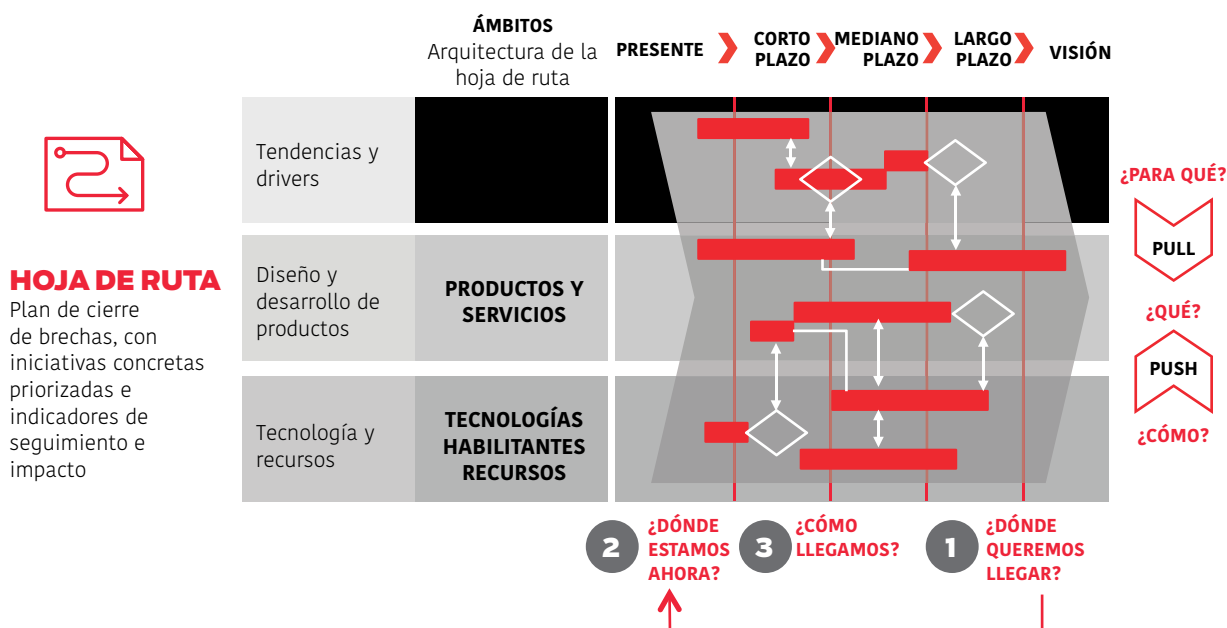 ÁMBITOS
Arquitectura de la
hoja de ruta
PRESENTE
CORTO
PLAZO
MEDIANO
PLAZO
LARGO
PLAZO
VISIÓN
HOJA DE RUTA
Plan de cierre
de brechas, con
iniciativas concretas
priorizadas e
indicadores de
seguimiento e
impacto
Tendencias y
drivers
Diseño y
desarrollo de
productos
PRODUCTOS Y
SERVICIOS
Tecnología y
recursos
TECNOLOGÍAS
HABILITANTES
RECURSOS
¿PARA QUÉ?
PULL
¿QUÉ?
PUSH
¿CÓMO?
2
¿DÓNDE
ESTAMOS
AHORA?
3
¿CÓMO
LLEGAMOS?
1
¿DÓNDE
QUEREMOS
LLEGAR?